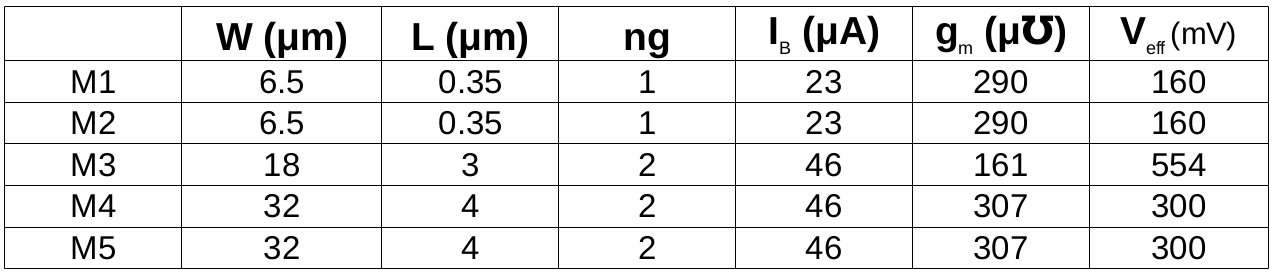 W (µm) L (µm) ng I_B (µA) g_m (µ℧) V_eff (mV)
M1 6.5 0.35 1 23 290 160
M2 6.5 0.35 1 23 290 160
M3 18 3 2 46 161 554
M4 32 4 2 46 307 300
M5 32 4 2 46 307 300